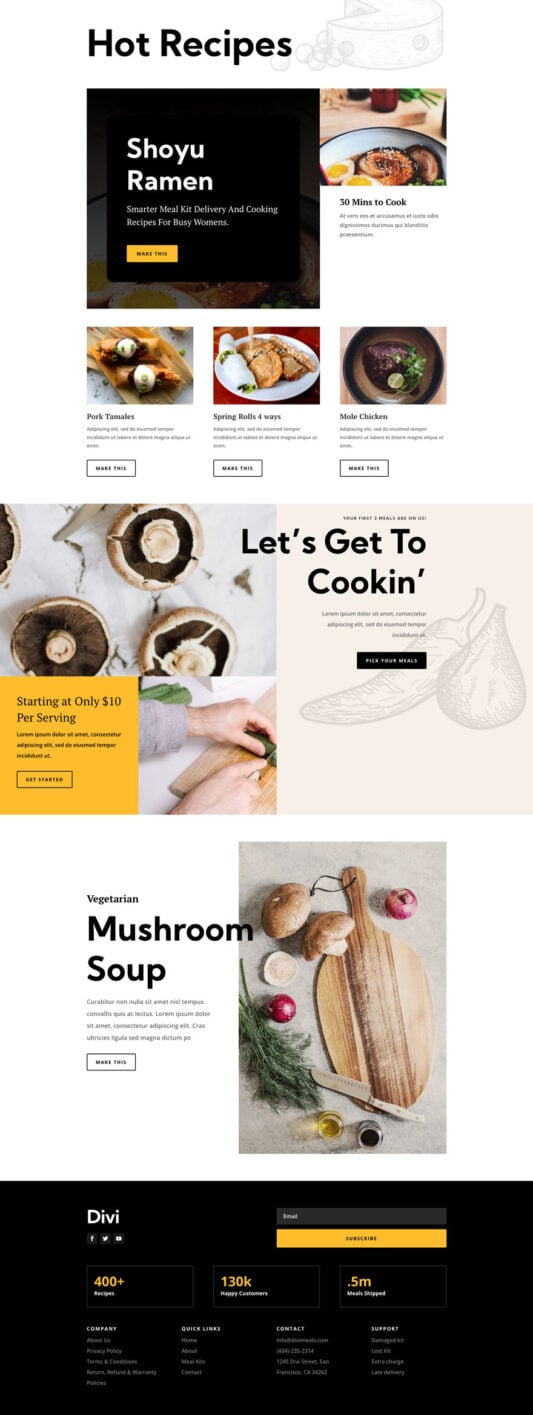 Hot Recipes
Shoyu
Ramen
Smarter Meal Kit Delivery And Cooking
Recipes For Busy Womens.
MAKE THIS
30 Mins to Cook
At vero eos et accusamus et iusto odio
dignissimos ducimus qui blanditiis
praesentium.
Pork Tamales
Adipiscing elit, sed do eiusmod tempor
incididunt ut labore et dolore magna aliqua ut
enim.
MAKE THIS
Spring Rolls 4 ways
Adipiscing elit, sed do eiusmod tempor
incididunt ut labore et dolore magna aliqua ut
enim.
MAKE THIS
Mole Chicken
Adipiscing elit, sed do eiusmod tempor
incididunt ut labore et dolore magna aliqua ut
enim.
MAKE THIS
YOUR FIRST 3 MEALS ARE ON US!
Let's Get To
Cookin'
Lorem ipsum dolor sit amet, consectetur
adipiscing elit, sed do eiusmod tempor
incididunt ut.
PICK YOUR MEALS
Starting at Only $10
Per Serving
Lorem ipsum dolor sit amet, consectetur
adipiscing elit, sed do eiusmod tempor
incididunt ut.
GET STARTED
Vegetarian
Mushroom
Soup
Curabitur non nulla sit amet nisl tempus
convallis quis ac lectus. Lorem ipsum dolor
sit amet, consectetur adipiscing elit. Cras
ultricies ligula sed magna dictum po
MAKE THIS
Divi
Email
SUBSCRIBE
400+
Recipes
130k
Happy Customers
.5m
Meals Shipped
COMPANY
About Us
Privacy Policy
Terms & Conditions
Return, Refund & Warranty
Policies
QUICK LINKS
Home
About
Meal Kits
Contact
CONTACT
info@divimeals.com
(434)-235-2314
1245 Divi Street, San
Francisco, CA 34262
SUPPORT
Damaged kit
Lost Kit
Extra charge
Late delivery